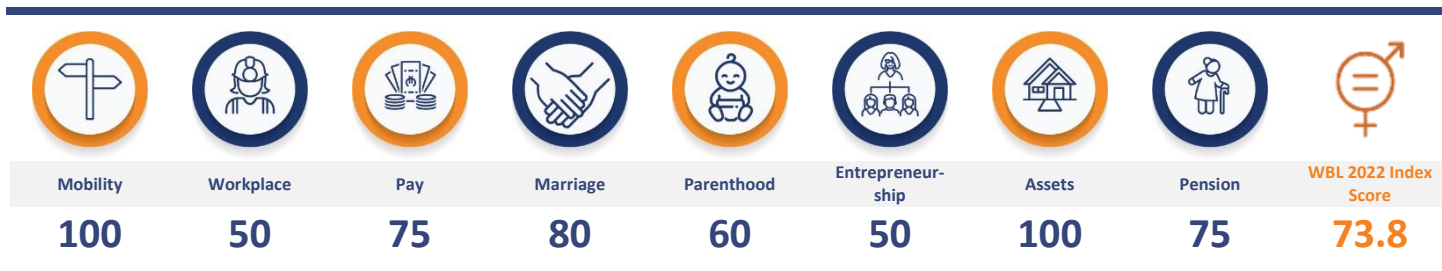 Mobility
Workplace
Pay
Marriage
Parenthood
Entrepreneur-
ship
Assets
Pension
WBL 2022 Index
Score
100
50
75
80
60
50
100
75
73.8